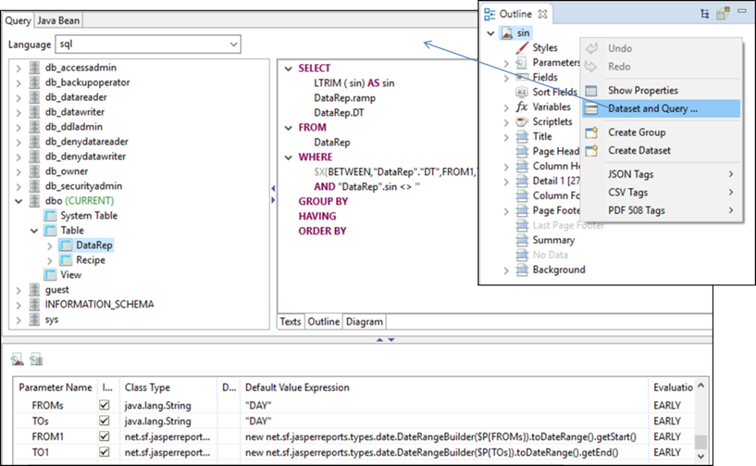 Query Java Bean
Language sql
db_accessadmin
db_backupoperator
db_datareader
db_datawriter
db_ddladmin
db_denydatareader
db_denydatawriter
db_owner
db_securityadmin
dbo (CURRENT)
System Table
Table
DataRep
Recipe
View
guest
INFORMATION_SCHEMA
sys
SELECT
LTRIM ( sin) AS sin
DataRep.ramp
DataRep.DT
FROM
DataRep
WHERE
$X{BETWEEN,"DataRep"."DT",FROM1,
AND "DataRep".sin <> ''
GROUP BY
HAVING
ORDER BY
Texts Outline Diagram
Outline
sin
Styles
Parameters
Fields
Sort Fields
Variables
Scriptlets
Title
Page Head
Column He
Detail 1 [27
Column Fo
Page Foote
Last Page Footer
Summary
No Data
Background
Undo
Redo
Show Properties
Dataset and Query ...
Create Group
Create Dataset
JSON Tags
CSV Tags
PDF 508 Tags
Parameter Name I... Class Type D... Default Value Expression Evaluatio
FROMs java.lang.String "DAY" EARLY
TOs java.lang.String "DAY" EARLY
FROM1 net.sf.jasperreport... new net.sf.jasperreports.types.date.DateRangeBuilder($P{FROMs}).toDateRange().getStart() EARLY
TO1 net.sf.jasperreport... new net.sf.jasperreports.types.date.DateRangeBuilder($P{TOs}).toDateRange().getEnd() EARLY